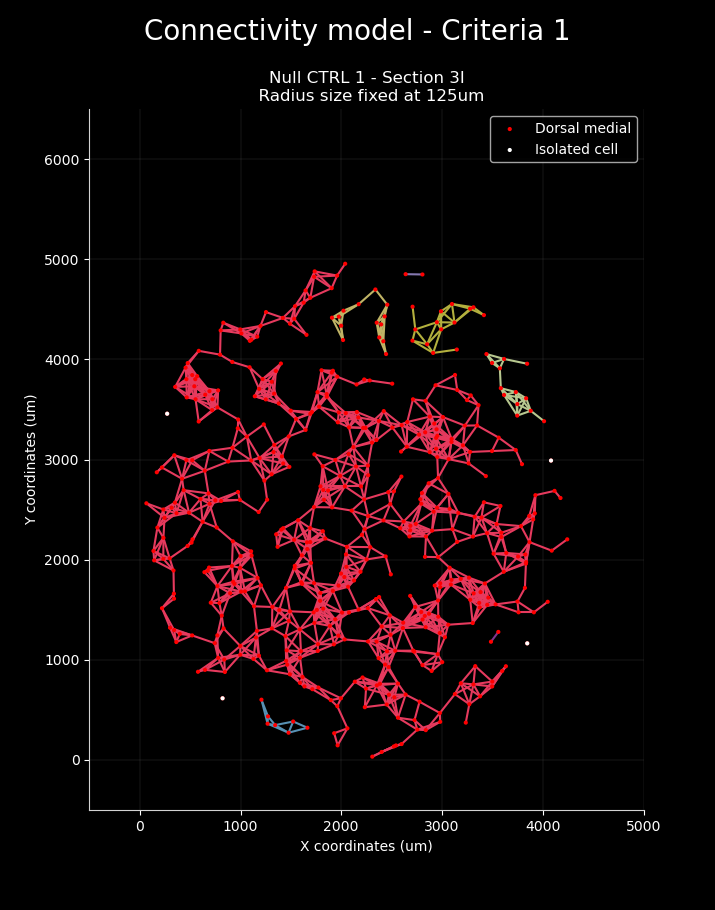 Connectivity model - Criteria 1
Null CTRL 1 - Section 3l
Radius size fixed at 125um
Dorsal medial
Isolated cell
6000
5000
4000
3000
2000
1000
0
Y coordinates (um)
0 1000 2000 3000 4000 5000
X coordinates (um)